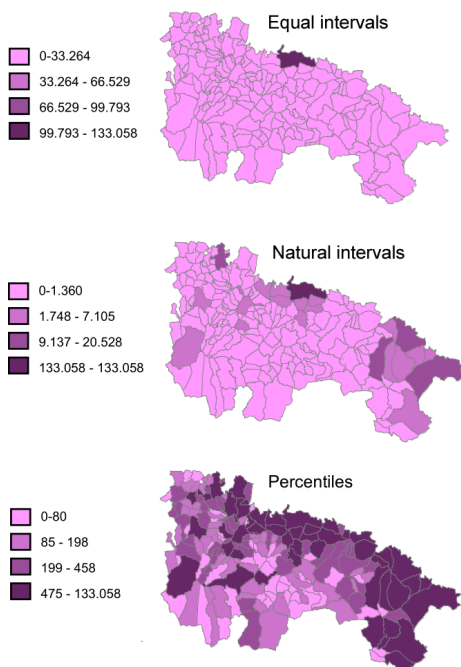 Equal intervals
0-33.264
33.264 - 66.529
66.529 - 99.793
99.793 - 133.058
Natural intervals
0-1.360
1.748 - 7.105
9.137 - 20.528
133.058 - 133.058
Percentiles
0-80
85 - 198
199 - 458
475 - 133.058